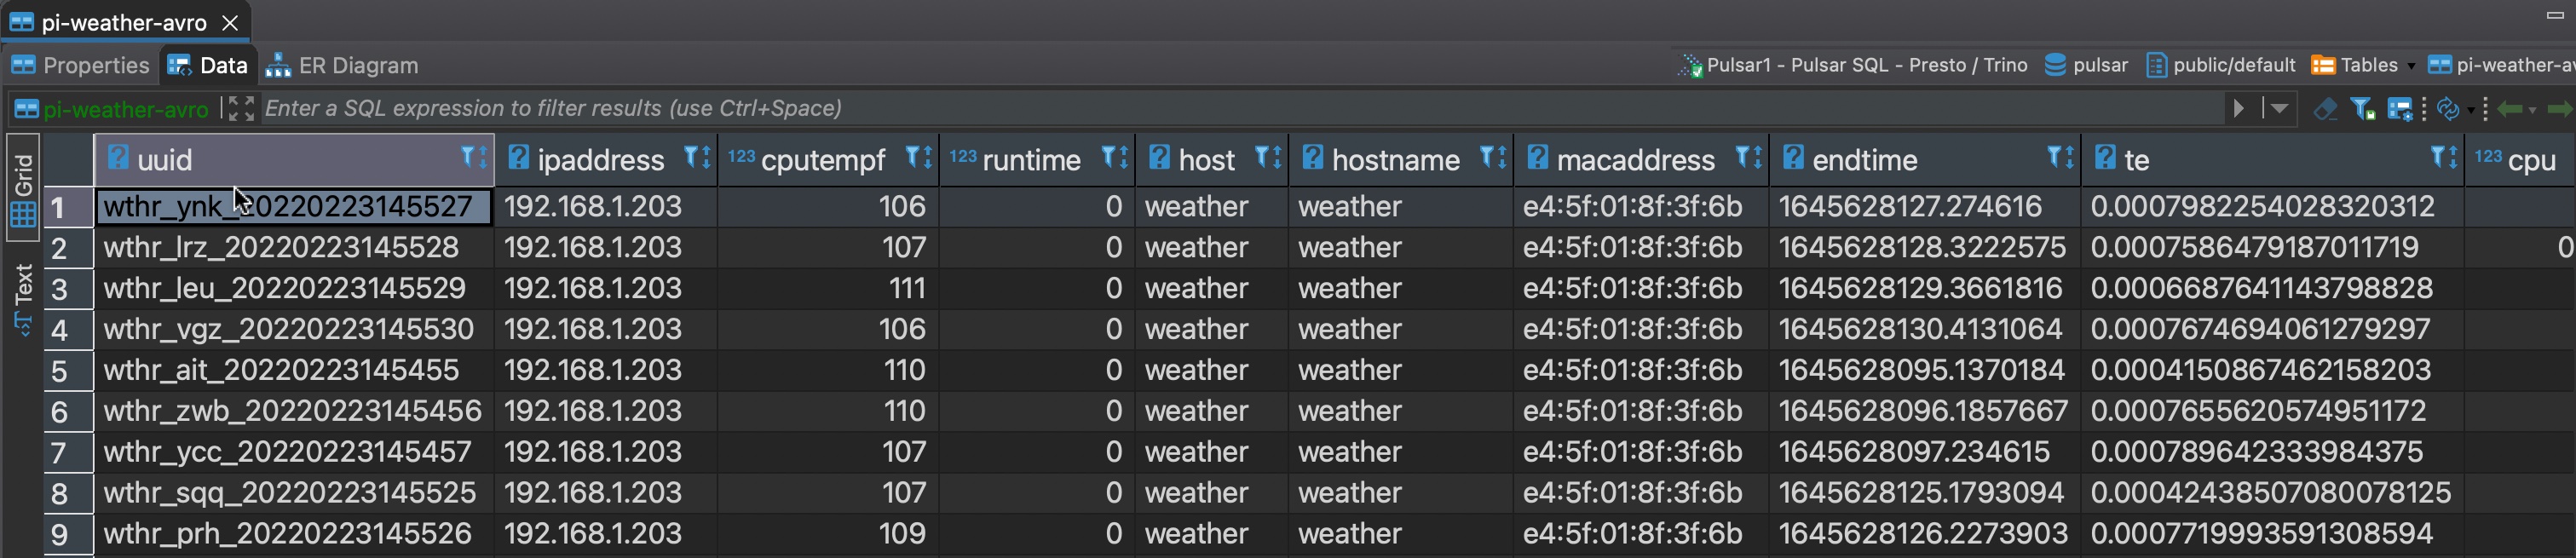 pi-weather-avro
Properties Data ER Diagram Pulsar1 - Pulsar SQL - Presto / Trino pulsar public/default Tables pi-weather-av
pi-weather-avro Enter a SQL expression to filter results (use Ctrl+Space)
Grid
Text
uuid ipaddress 123 cputempf 123 runtime host hostname macaddress endtime te 123 cpu
1 wthr_ynk_20220223145527 192.168.1.203 106 0 weather weather e4:5f:01:8f:3f:6b 1645628127.274616 0.0007982254028320312
2 wthr_lrz_20220223145528 192.168.1.203 107 0 weather weather e4:5f:01:8f:3f:6b 1645628128.3222575 0.0007586479187011719 0
3 wthr_leu_20220223145529 192.168.1.203 111 0 weather weather e4:5f:01:8f:3f:6b 1645628129.3661816 0.0006687641143798828
4 wthr_vgz_20220223145530 192.168.1.203 106 0 weather weather e4:5f:01:8f:3f:6b 1645628130.4131064 0.0007674694061279297
5 wthr_ait_20220223145455 192.168.1.203 110 0 weather weather e4:5f:01:8f:3f:6b 1645628095.1370184 0.0004150867462158203
6 wthr_zwb_20220223145456 192.168.1.203 110 0 weather weather e4:5f:01:8f:3f:6b 1645628096.1857667 0.0007655620574951172
7 wthr_ycc_20220223145457 192.168.1.203 107 0 weather weather e4:5f:01:8f:3f:6b 1645628097.234615 0.000789642333984375
8 wthr_sqq_20220223145525 192.168.1.203 107 0 weather weather e4:5f:01:8f:3f:6b 1645628125.1793094 0.000424385070800​78125
9 wthr_prh_20220223145526 192.168.1.203 109 0 weather weather e4:5f:01:8f:3f:6b 1645628126.2273903 0.0007719993591308594